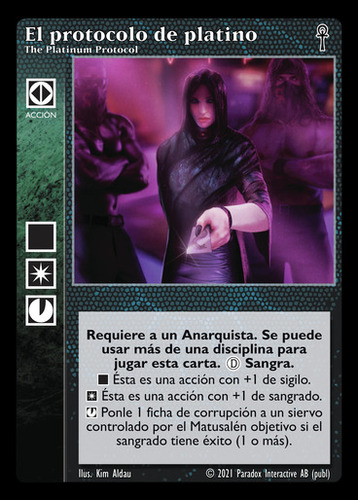 El protocolo de platino
The Platinum Protocol
ACCIÓN
Requiere a un Anarquista. Se puede
usar más de una disciplina para
jugar esta carta. Ⓓ Sangra.
Ésta es una acción con +1 de sigilo.
Ésta es una acción con +1 de sangrado.
Ponle 1 ficha de corrupción a un siervo
controlado por el Matusalén objetivo si el
sangrado tiene éxito (1 o más).
Ilus. Kim Aldau
© 2021 Paradox Interactive AB (publ)